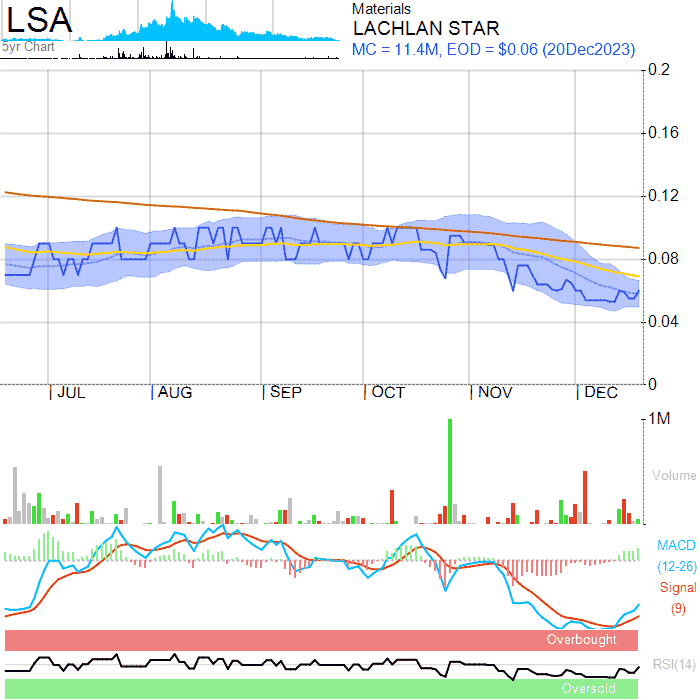 LSA
5yr Chart
Materials
LACHLAN STAR
MC = 11.4M, EOD = $0.06 (20Dec2023)
0.2
0.16
0.12
0.08
0.04
0
JUL AUG SEP OCT NOV DEC
1M
Volume
MACD
(12-26)
Signal
(9)
Overbought
RSI(14)
Oversold